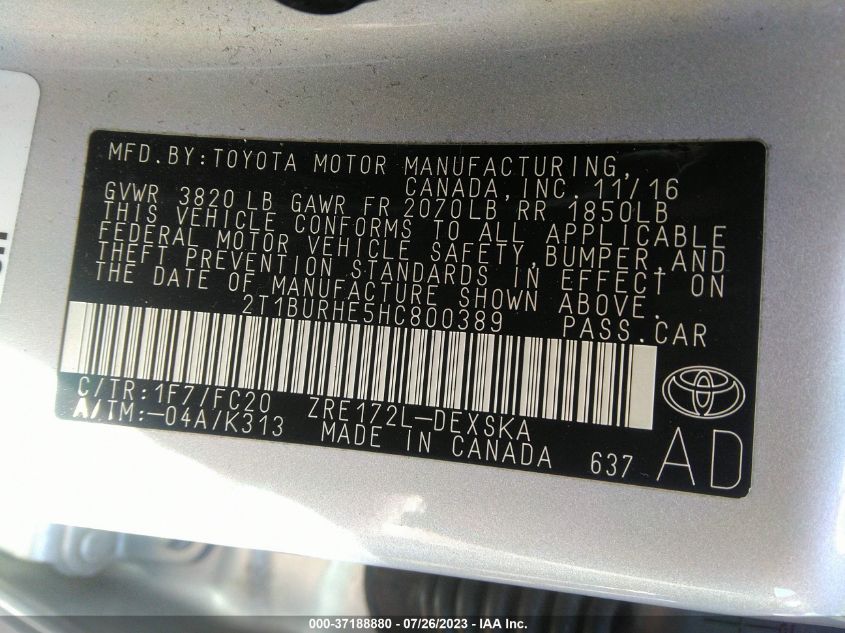 MFD.BY:TOYOTA MOTOR MANUFACTURING,
CANADA,INC. 11/16
GVWR 3820LB GAWR FR 2070LB RR 1850LB
THIS VEHICLE CONFORMS TO ALL APPLICABLE
FEDERAL MOTOR VEHICLE SAFETY,BUMPER,AND
THEFT PREVENTION STANDARDS IN EFFECT ON
THE DATE OF MANUFACTURE SHOWN ABOVE.
2T1BURHE5HC800389 PASS.CAR
C/TR:1F7/FC20 ZRE172L-DEXSKA
A/TM:-04A/K313 MADE IN CANADA 637 AD
000-37188880 - 07/26/2023 - IAA Inc.